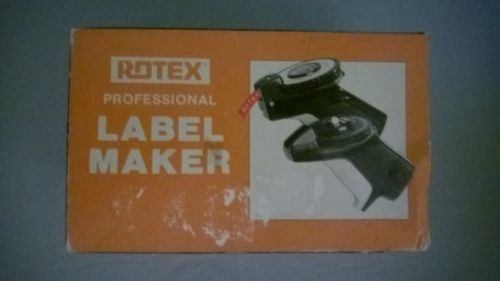 ROTEX
PROFESSIONAL
LABEL
MAKER